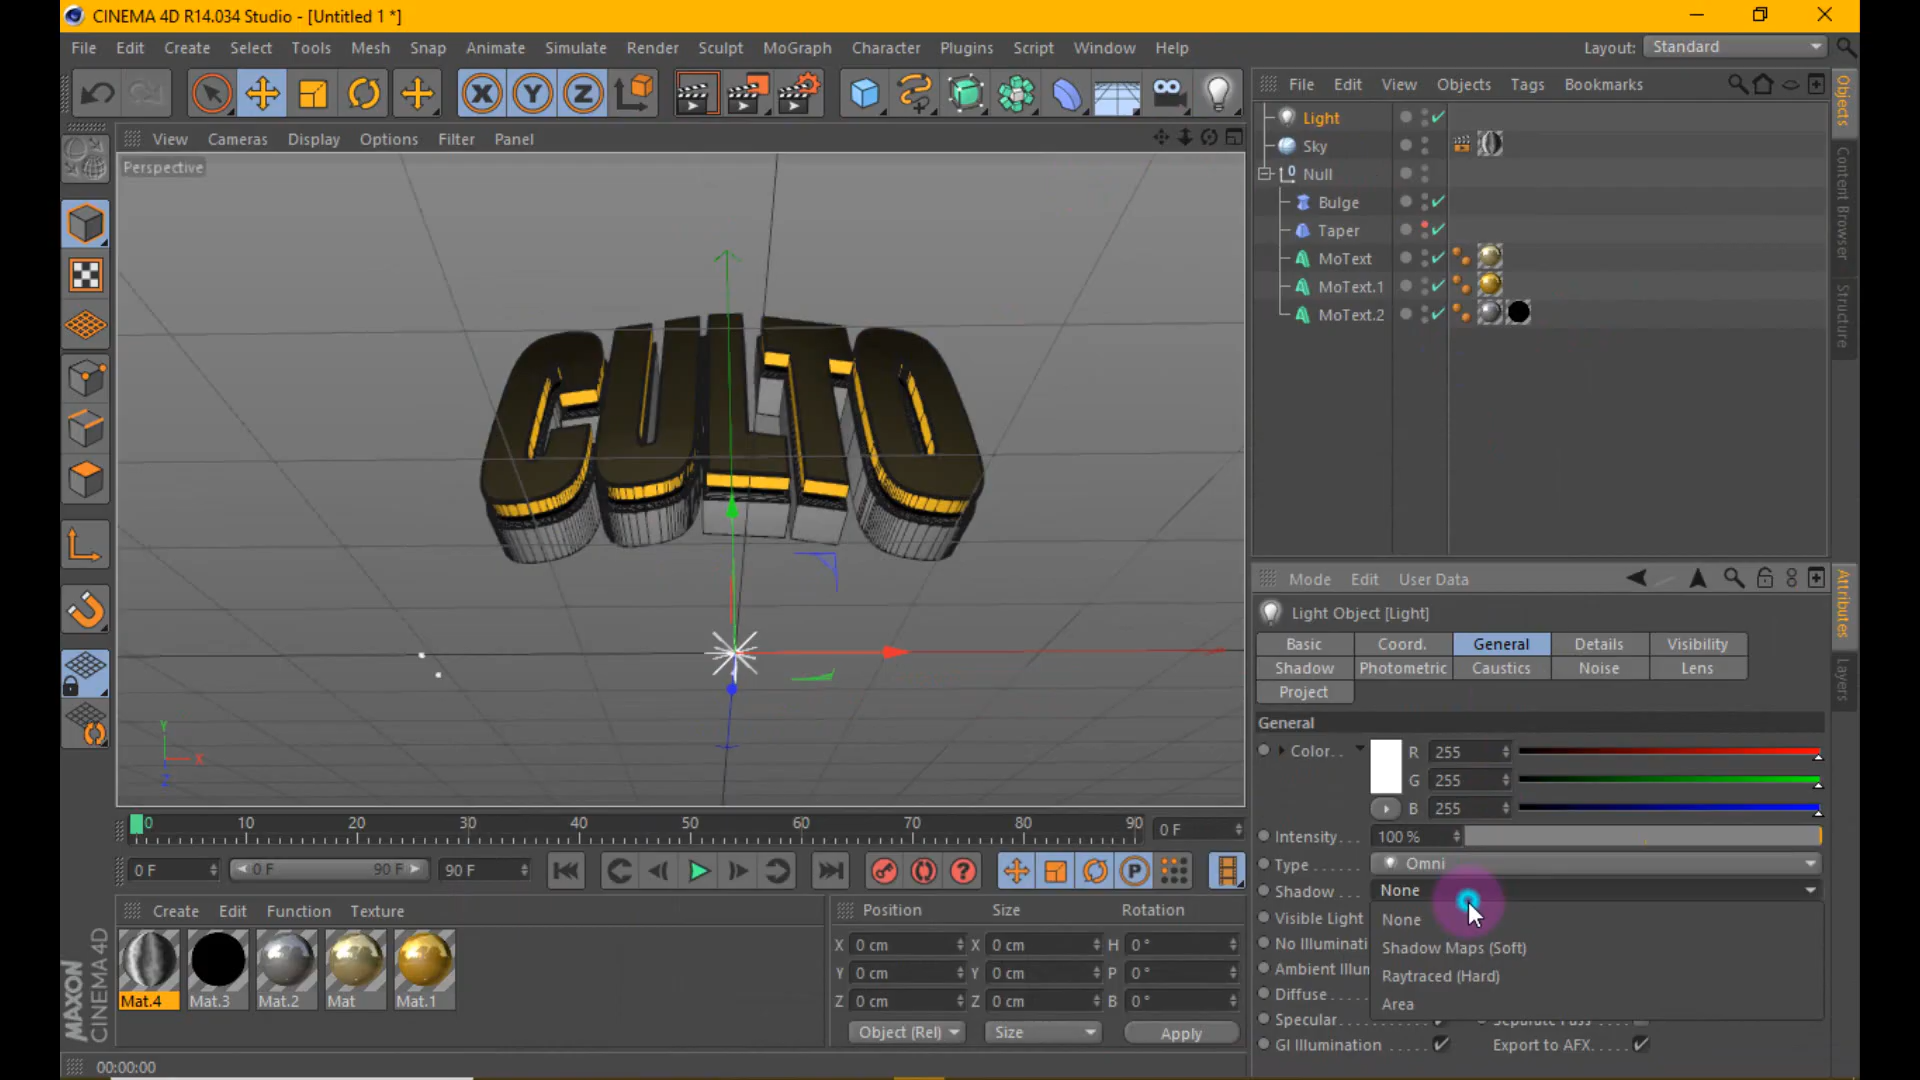 CINEMA 4D R14.034 Studio - [Untitled 1 *]
File Edit Create Select Tools Mesh Snap Animate Simulate Render Sculpt MoGraph Character Plugins Script Window Help Layout: Standard
View Cameras Display Options Filter Panel
Perspective
CULTO
Y
X
Z
0 10 20 30 40 50 60 70 80 90 0 F
0 F 0 F 90 F 90 F
Create Edit Function Texture
Mat.4 Mat.3 Mat.2 Mat Mat.1
MAXON
CINEMA 4D
Position Size Rotation
X 0 cm X 0 cm H 0 °
Y 0 cm Y 0 cm P 0 °
Z 0 cm Z 0 cm B 0 °
Object (Rel) Size Apply
00:00:00
File Edit View Objects Tags Bookmarks
Light
Sky
Null
Bulge
Taper
MoText
MoText.1
MoText.2
Objects
Content Browser
Structure
Mode Edit User Data
Light Object [Light]
Basic Coord. General Details Visibility
Shadow Photometric Caustics Noise Lens
Project
General
Color . . R 255
G 255
B 255
Intensity . . . 100 %
Type . . . . . . Omni
Shadow . . . None
None
Shadow Maps (Soft)
Raytraced (Hard)
Area
Visible Light
No Illuminati
Ambient Illum
Diffuse . . . .
Specular. . . . Separate Pass . . .
GI Illumination . . . . . Export to AFX. . . . .
Attributes
Layers